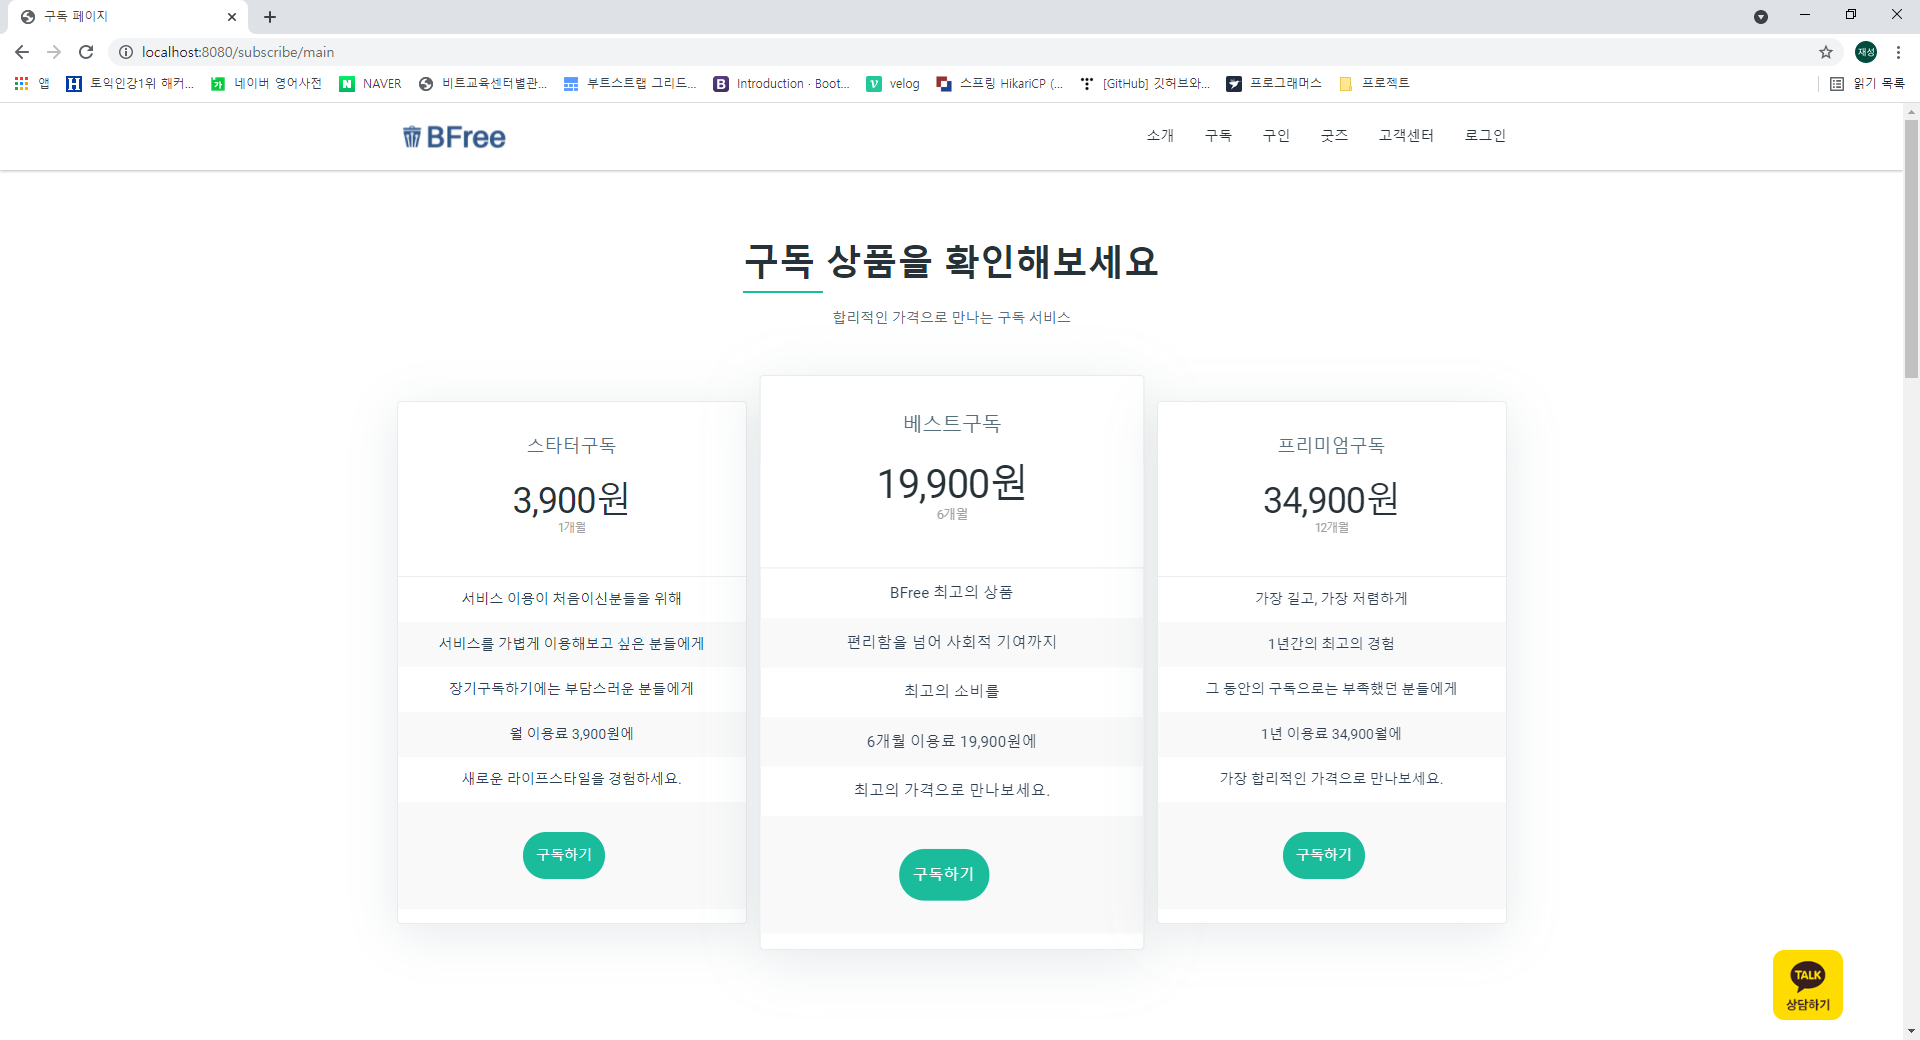 구독 페이지
localhost:8080/subscribe/main
재성
앱
토익인강1위 해커...
네이버 영어사전
NAVER
비트교육센터별관...
부트스트랩 그리드...
Introduction · Boot...
velog
스프링 HikariCP (...
[GitHub] 깃허브와...
프로그래머스
프로젝트
읽기 목록
BFree
소개
구독
구인
굿즈
고객센터
로그인
구독 상품을 확인해보세요
합리적인 가격으로 만나는 구독 서비스
스타터구독
3,900원
1개월
서비스 이용이 처음이신분들을 위해
서비스를 가볍게 이용해보고 싶은 분들에게
장기구독하기에는 부담스러운 분들에게
월 이용료 3,900원에
새로운 라이프스타일을 경험하세요.
구독하기
베스트구독
19,900원
6개월
BFree 최고의 상품
편리함을 넘어 사회적 기여까지
최고의 소비를
6개월 이용료 19,900원에
최고의 가격으로 만나보세요.
구독하기
프리미엄구독
34,900원
12개월
가장 길고, 가장 저렴하게
1년간의 최고의 경험
그 동안의 구독으로는 부족했던 분들에게
1년 이용료 34,900월에
가장 합리적인 가격으로 만나보세요.
구독하기
TALK
상담하기